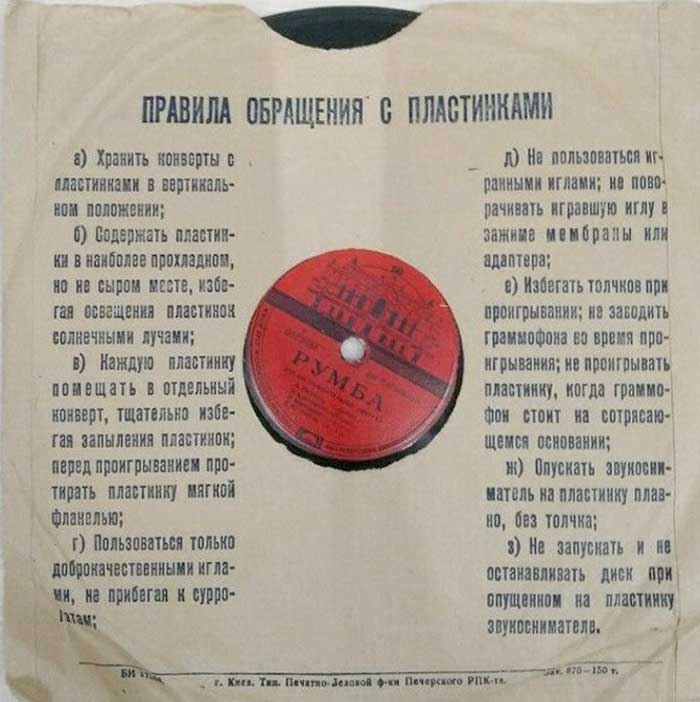 ПРАВИЛА ОБРАЩЕНИЯ С ПЛАСТИНКАМИ
а) Хранить конверты с
пластинками в вертикаль-
ном положении;
б) Содержать пластин-
ки в наиболее прохладном,
но не сыром месте, избе-
гая освещения пластинок
солнечными лучами;
в) Каждую пластинку
помещать в отдельный
конверт, тщательно избе-
гая запыления пластинок;
перед проигрыванием про-
тирать пластинку мягкой
фланелью;
г) Пользоваться только
доброкачественными игла-
ми, не прибегая к сурро-
гатам;
д) Не пользоваться иг-
ранными иглами; не пово-
рачивать игравшую иглу в
зажиме мембраны или
адаптера;
е) Избегать толчков при
проигрывании; не заводить
граммофона во время про-
игрывания; не проигрывать
пластинку, когда граммо-
фон стоит на сотрясаю-
щемся основании;
ж) Опускать звукосни-
матель на пластинку плав-
но, без толчка;
з) Не запускать и не
останавливать диск при
опущенном на пластинку
звукоснимателе.
РУМБА
БИ
г. Киев. Тип. Печатно-Деловой ф-ки Печерского РПК-та.
Зак. 875-150 т.